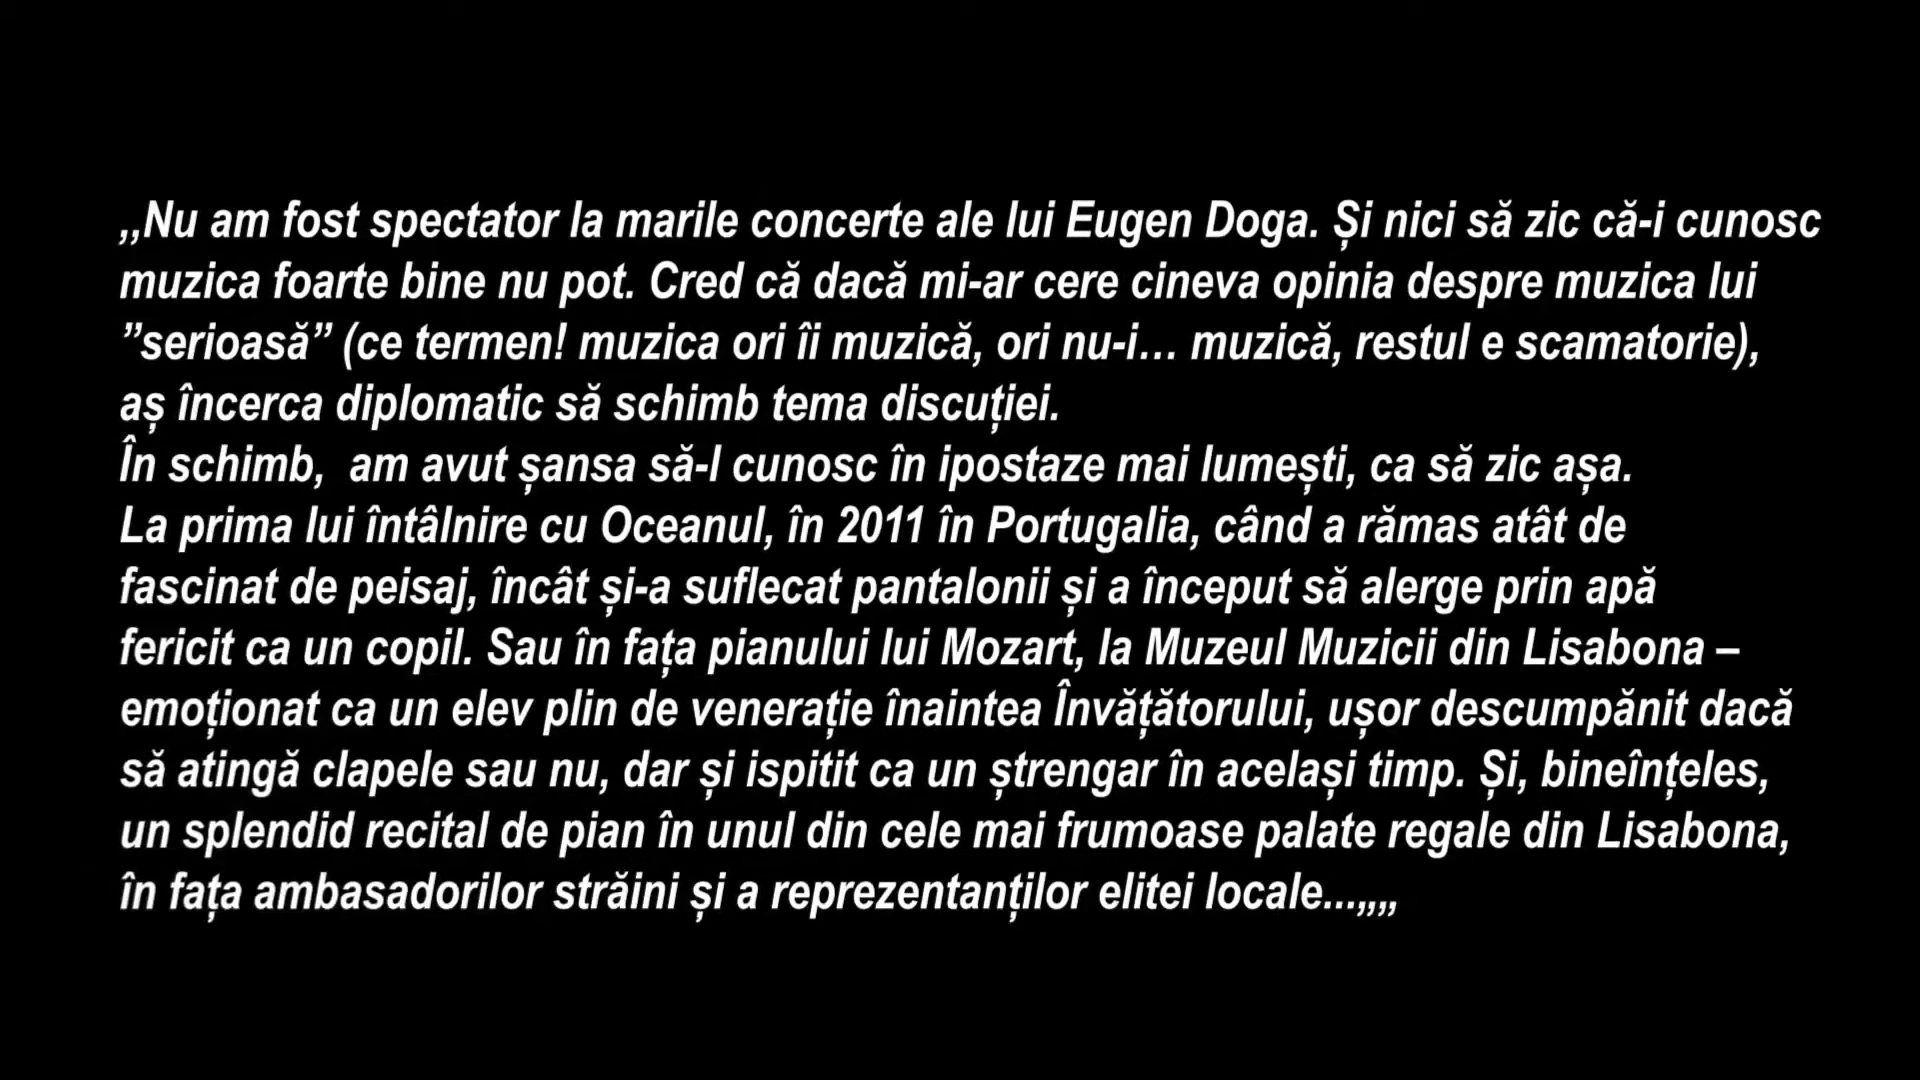 ,,Nu am fost spectator la marile concerte ale lui Eugen Doga. Și nici să zic că-i cunosc
muzica foarte bine nu pot. Cred că dacă mi-ar cere cineva opinia despre muzica lui
”serioasă” (ce termen! muzica ori îi muzică, ori nu-i… muzică, restul e scamatorie),
aș încerca diplomatic să schimb tema discuției.
În schimb,  am avut șansa să-l cunosc în ipostaze mai lumești, ca să zic așa.
La prima lui întâlnire cu Oceanul, în 2011 în Portugalia, când a rămas atât de
fascinat de peisaj, încât și-a suflecat pantalonii și a început să alerge prin apă
fericit ca un copil. Sau în fața pianului lui Mozart, la Muzeul Muzicii din Lisabona –
emoționat ca un elev plin de venerație înaintea Învățătorului, ușor descumpănit dacă
să atingă clapele sau nu, dar și ispitit ca un ștrengar în același timp. Și, bineînțeles,
un splendid recital de pian în unul din cele mai frumoase palate regale din Lisabona,
în fața ambasadorilor străini și a reprezentanților elitei locale...„„